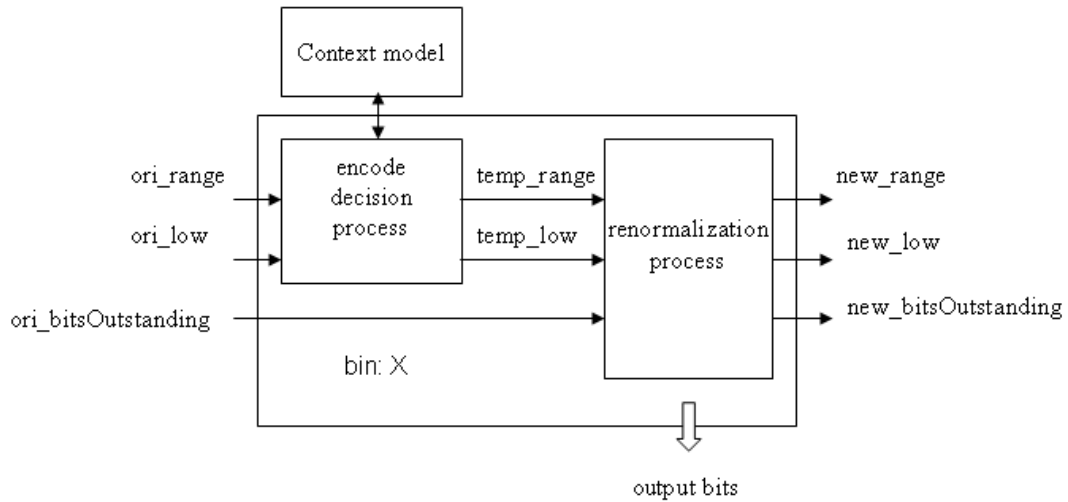 Context model
encode
decision
process
ori_range
ori_low
temp_range
temp_low
renormalization
process
new_range
new_low
ori_bitsOutstanding
new_bitsOutstanding
bin: X
output bits